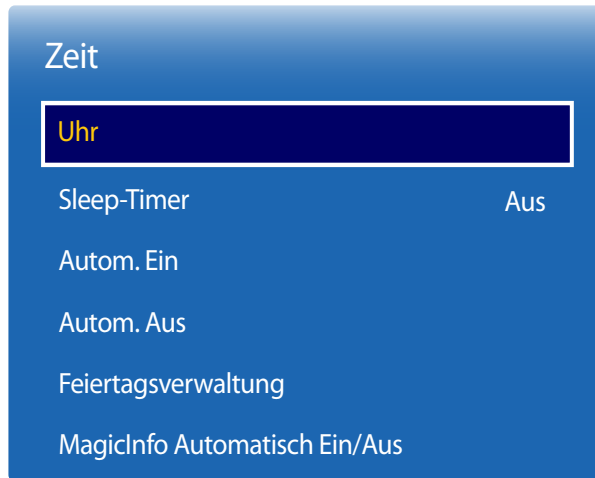 Zeit
Uhr
Sleep-Timer Aus
Autom. Ein
Autom. Aus
Feiertagsverwaltung
MagicInfo Automatisch Ein/Aus